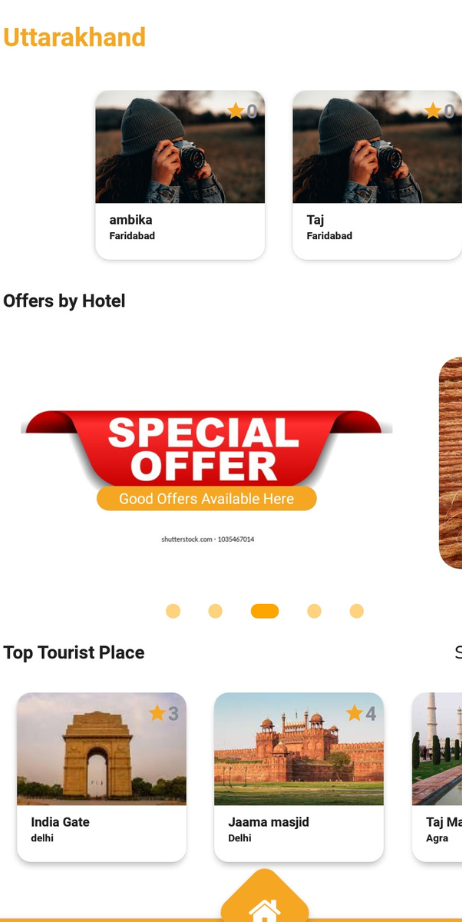 Uttarakhand
0
0
ambika
Faridabad
Taj
Faridabad
Offers by Hotel
SPECIAL
OFFER
Good Offers Available Here
shutterstock.com · 1035467014
Top Tourist Place
S
3
4
India Gate
delhi
Jaama masjid
Delhi
Taj Ma
Agra